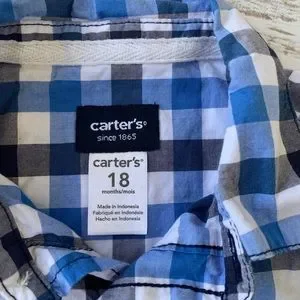 carter's®
since 1865
carter's®
18
months/mois
Made in Indonesia
Fabriqué en Indonésie
Hecho en Indonesia